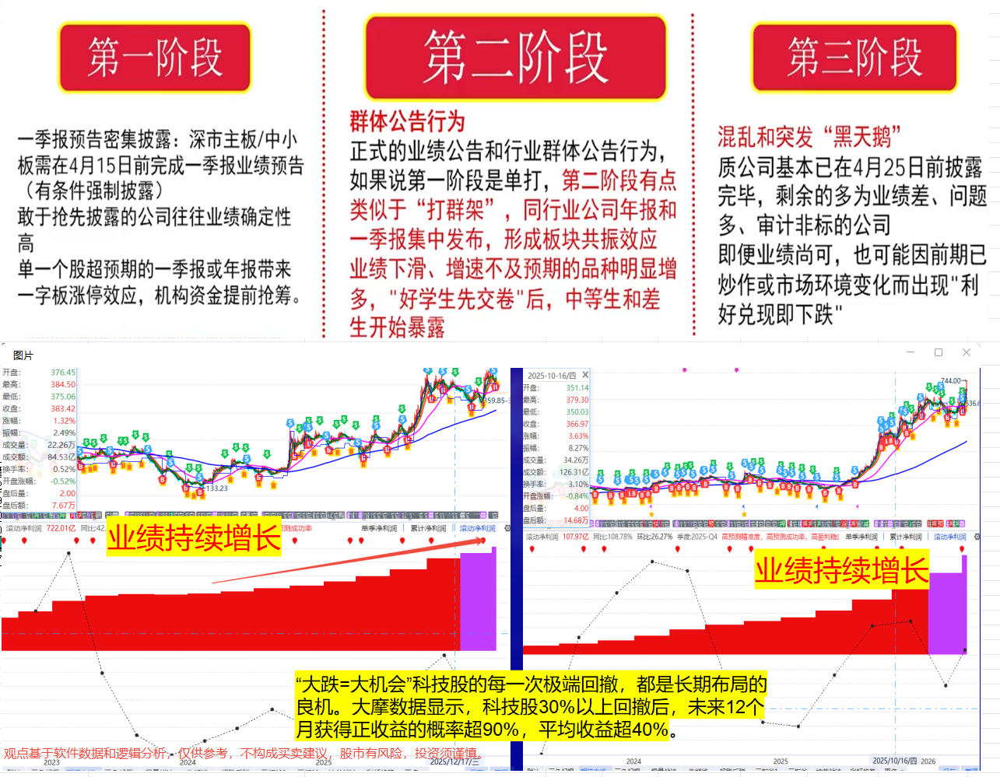 第一阶段
一季报预告密集披露：深市主板/中小
板需在4月15日前完成一季报业绩预告
（有条件强制披露）
敢于抢先披露的公司往往业绩确定性
高
单一个股超预期的一季报或年报带来
一字板涨停效应，机构资金提前抢筹。
第二阶段
群体公告行为
正式的业绩公告和行业群体公告行为，
如果说第一阶段是单打，第二阶段有点
类似于“打群架”，同行业公司年报和
一季报集中发布，形成板块共振效应
业绩下滑、增速不及预期的品种明显增
多，"好学生先交卷"后，中等生和差
生开始暴露
第三阶段
混乱和突发“黑天鹅”
质公司基本已在4月25日前披露
完毕，剩余的多为业绩差、问题
多、审计非标的公司
即便业绩尚可，也可能因前期已
炒作或市场环境变化而出现"利
好兑现即下跌"
图片
开盘: 376.45
最高: 384.50
最低: 375.06
收盘: 383.42
涨幅: 1.32%
振幅: 2.49%
成交量: 22.26万
成交额: 84.53亿
换手率: 0.52%
开盘涨幅: -0.52%
盘后量: 2.00
盘后额: 7.67万
133.23
359.85
滚动净利润 722.01亿 同比:42.
预测成功率
单季净利润 累计净利润 滚动净利润
业绩持续增长
2023 2024 2025 2025/12/17/三
2025-10-16/四
开盘: 351.14
最高: 379.30
最低: 350.03
收盘: 366.97
涨幅: 3.63%
振幅: 8.27%
成交量: 34.26万
成交额: 126.31亿
换手率: 3.10%
开盘涨幅: -0.84%
盘后量: 4.00
盘后额: 14.68万
744.00
滚动净利润 107.97亿 同比:108.78% 环比:26.27% 季度:2025-Q4 高预测精准度，高预测成功率，高盈利稳
单季净利润 累计净利润 滚动净利润
业绩持续增长
2024 2025 2025/10/16/四 2026
“大跌=大机会”科技股的每一次极端回撤，都是长期布局的
良机。大摩数据显示，科技股30%以上回撤后，未来12个
月获得正收益的概率超90%，平均收益超40%。
观点基于软件数据和逻辑分析，仅供参考，不构成买卖建议，股市有风险，投资须谨慎。